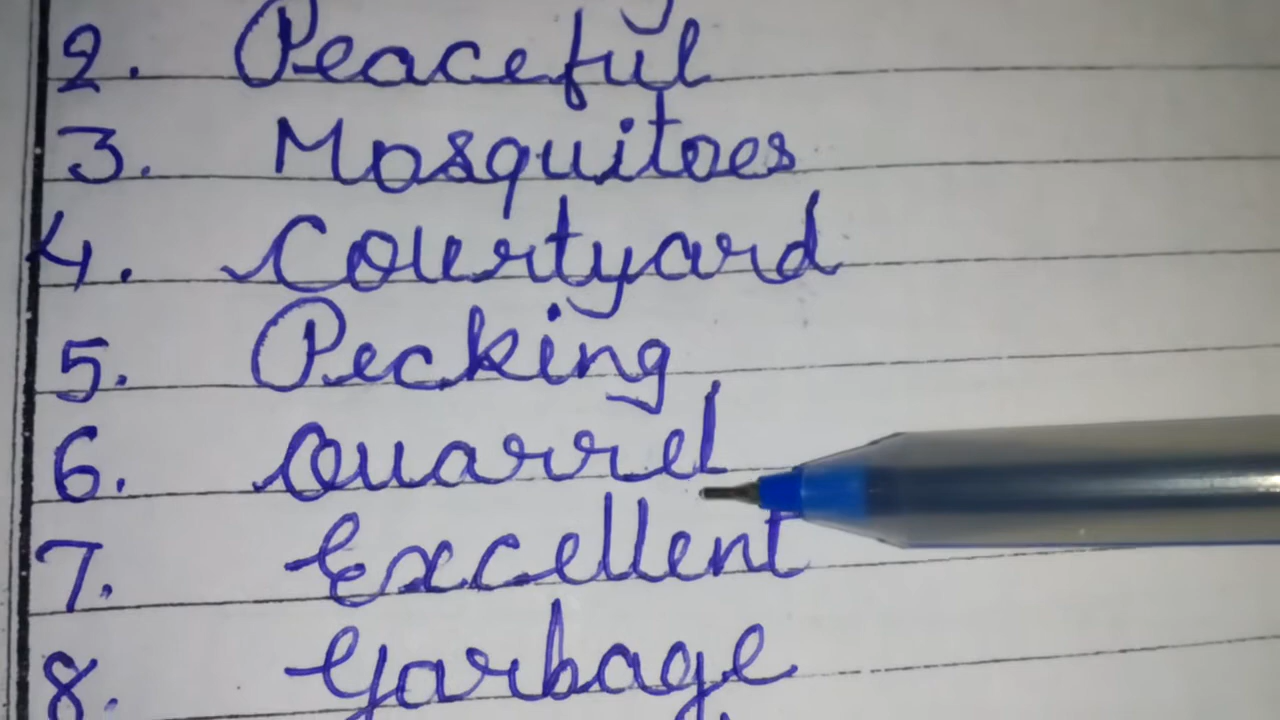 2. Peaceful
3. Mosquitoes
4. Courtyard
5. Pecking
6. Quarrel
7. Excellent
8. Garbage